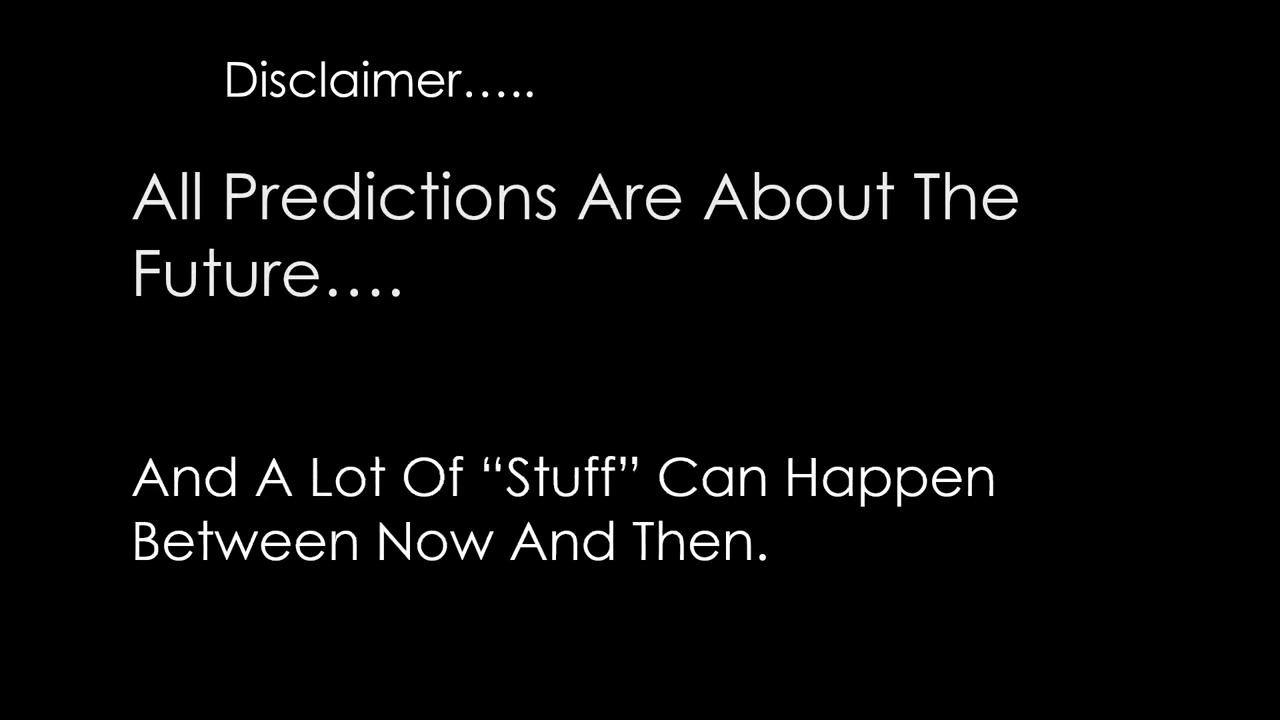 Disclaimer…..
All Predictions Are About The
Future….
And A Lot Of “Stuff” Can Happen
Between Now And Then.